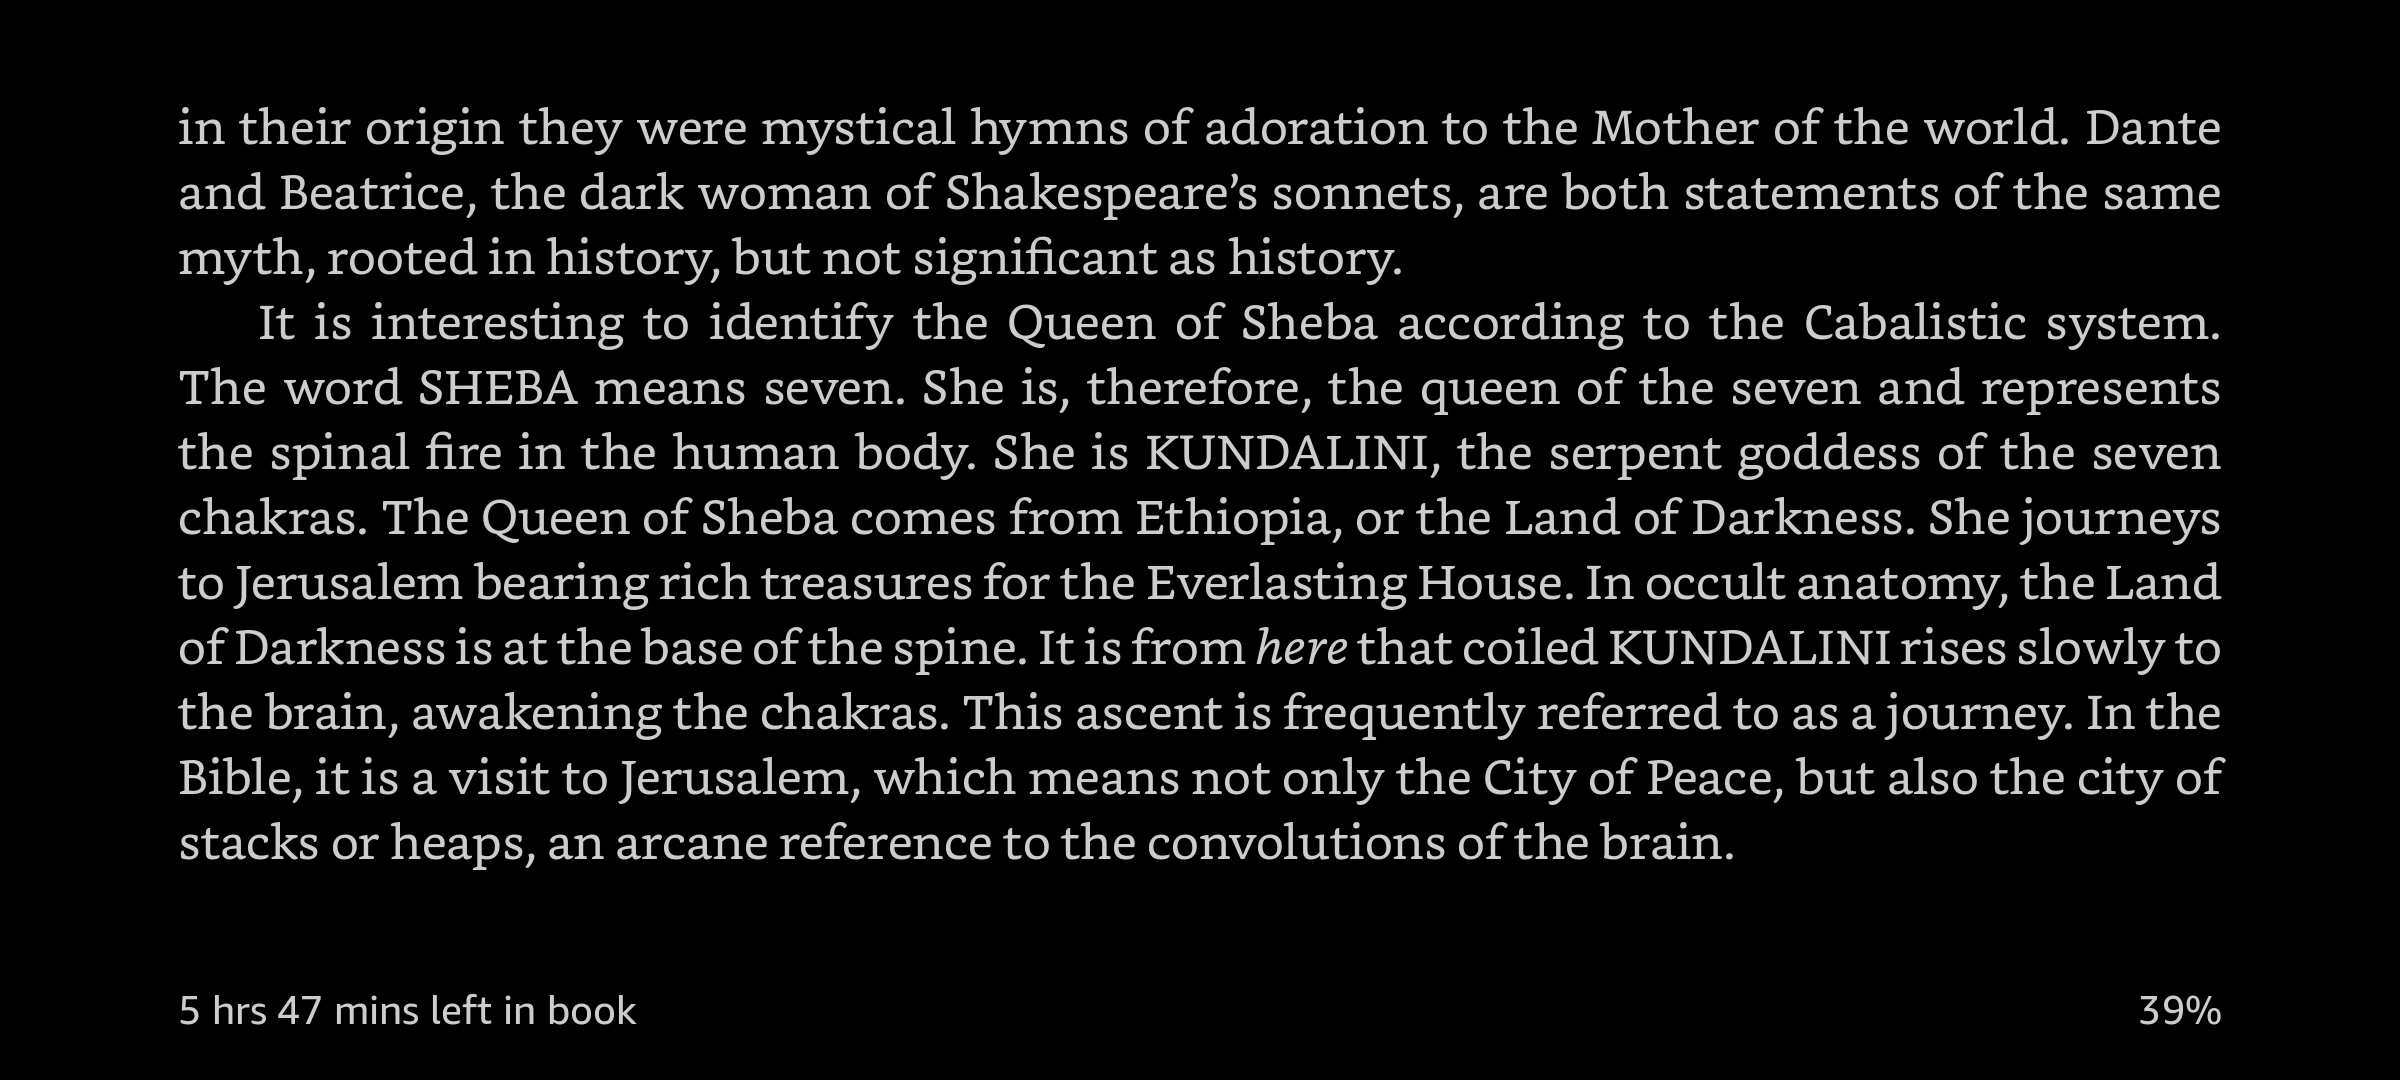 in their origin they were mystical hymns of adoration to the Mother of the world. Dante
and Beatrice, the dark woman of Shakespeare’s sonnets, are both statements of the same
myth, rooted in history, but not significant as history.
It is interesting to identify the Queen of Sheba according to the Cabalistic system.
The word SHEBA means seven. She is, therefore, the queen of the seven and represents
the spinal fire in the human body. She is KUNDALINI, the serpent goddess of the seven
chakras. The Queen of Sheba comes from Ethiopia, or the Land of Darkness. She journeys
to Jerusalem bearing rich treasures for the Everlasting House. In occult anatomy, the Land
of Darkness is at the base of the spine. It is from here that coiled KUNDALINI rises slowly to
the brain, awakening the chakras. This ascent is frequently referred to as a journey. In the
Bible, it is a visit to Jerusalem, which means not only the City of Peace, but also the city of
stacks or heaps, an arcane reference to the convolutions of the brain.
5 hrs 47 mins left in book
39%